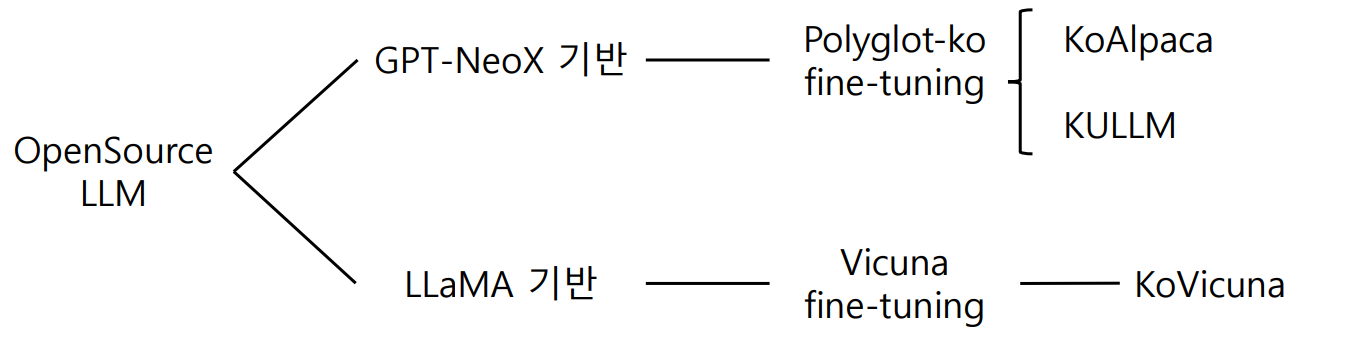 OpenSource
LLM
GPT-NeoX 기반
Polyglot-ko
fine-tuning
KoAlpaca
KULLM
LLaMA 기반
Vicuna
fine-tuning
KoVicuna